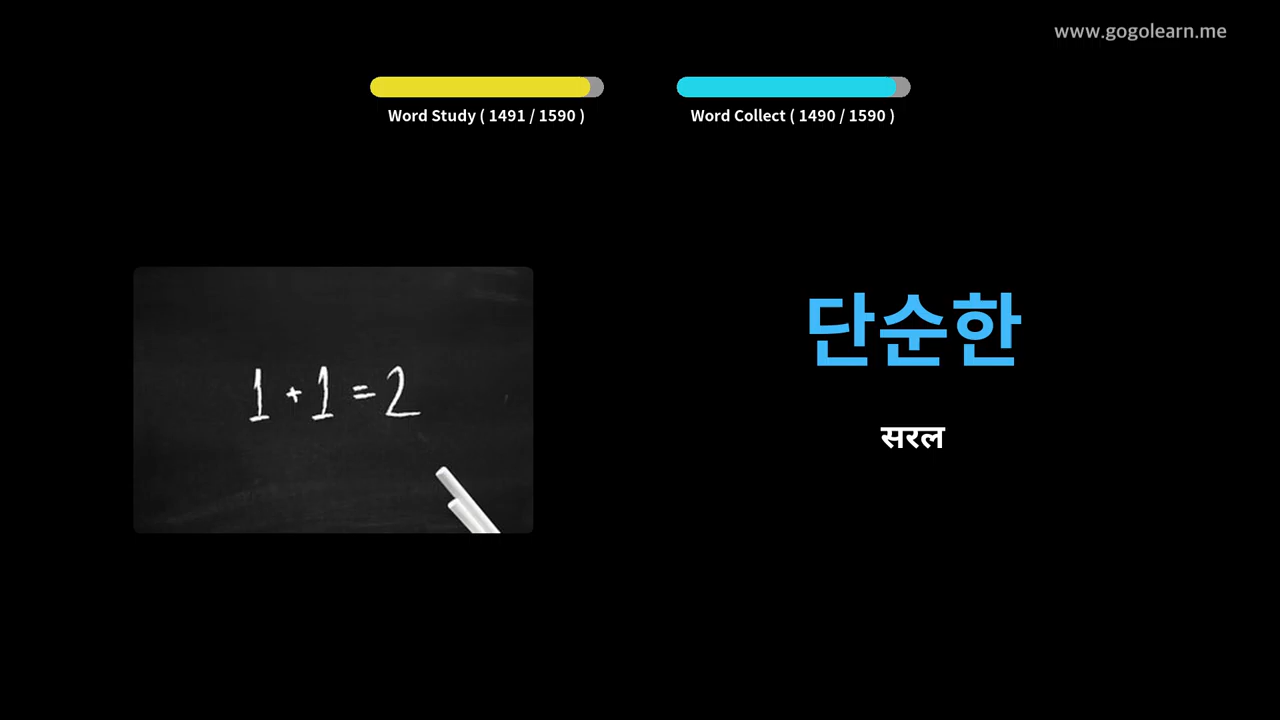 www.gogolearn.me
Word Study ( 1491 / 1590 )
Word Collect ( 1490 / 1590 )
1 + 1 = 2
단순한
सरल